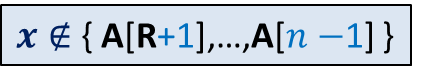 x ∉ { A[R+1],...,A[n −1] }